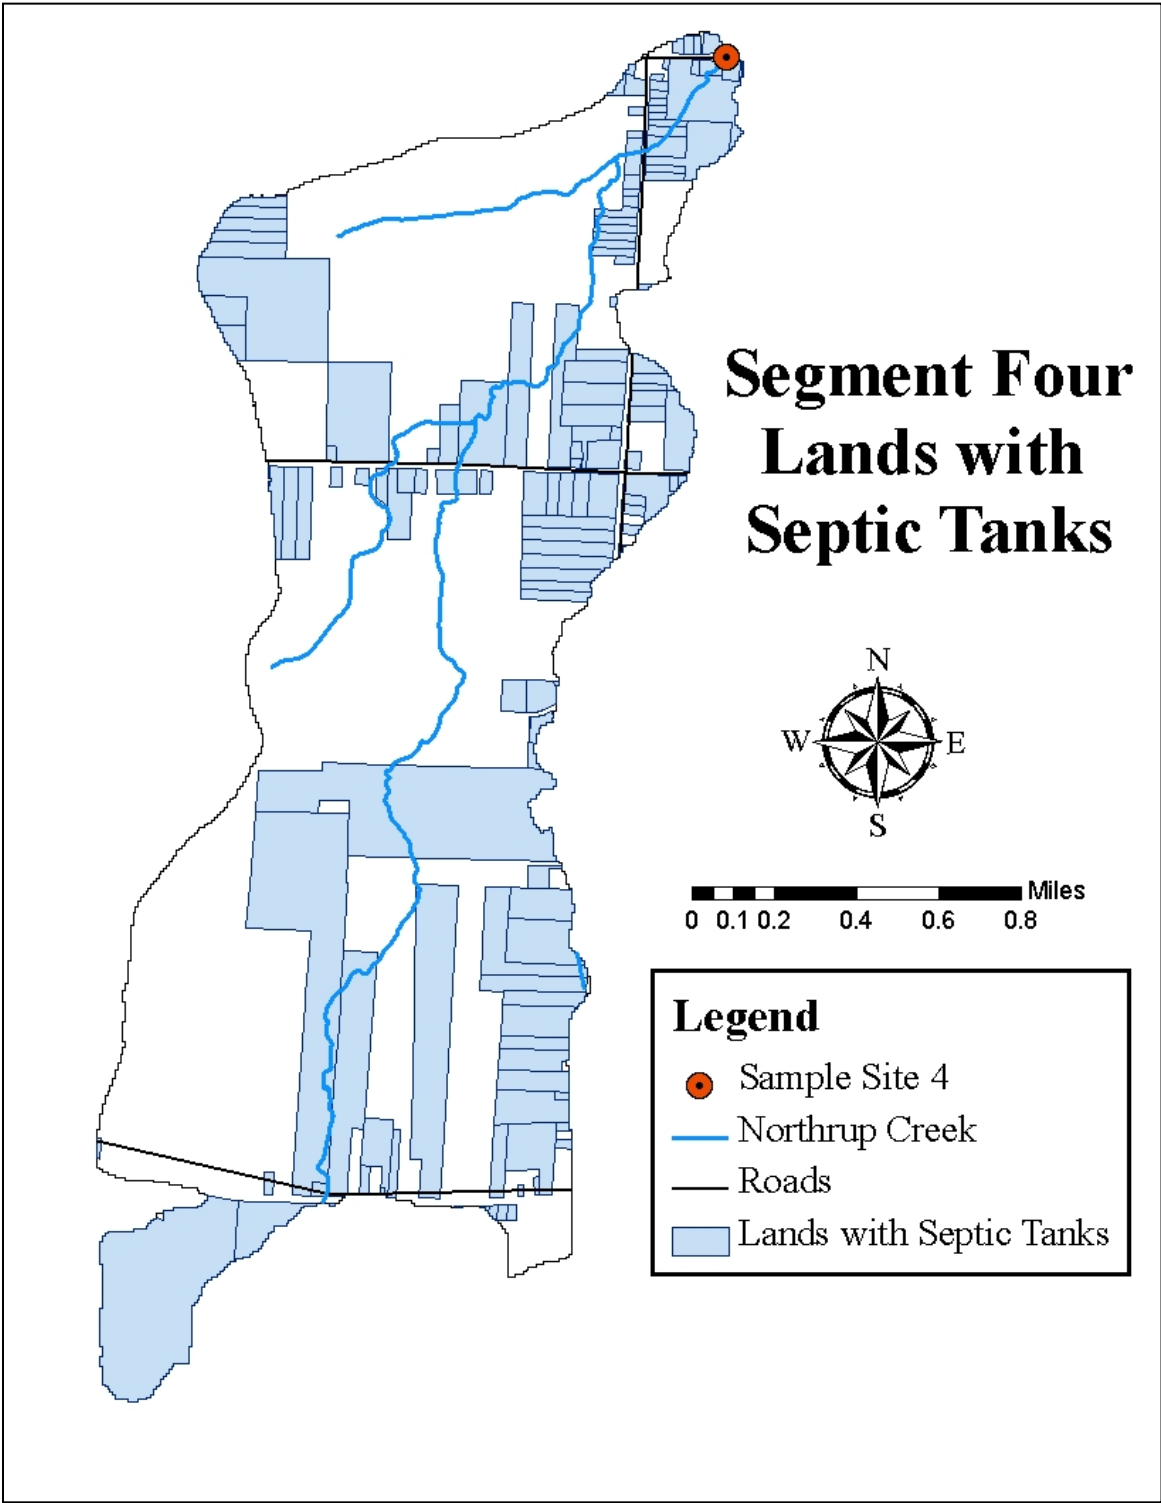 Segment Four
Lands with
Septic Tanks
N
W E
S
Miles
0 0.1 0.2 0.4 0.6 0.8
Legend
Sample Site 4
Northrup Creek
Roads
Lands with Septic Tanks